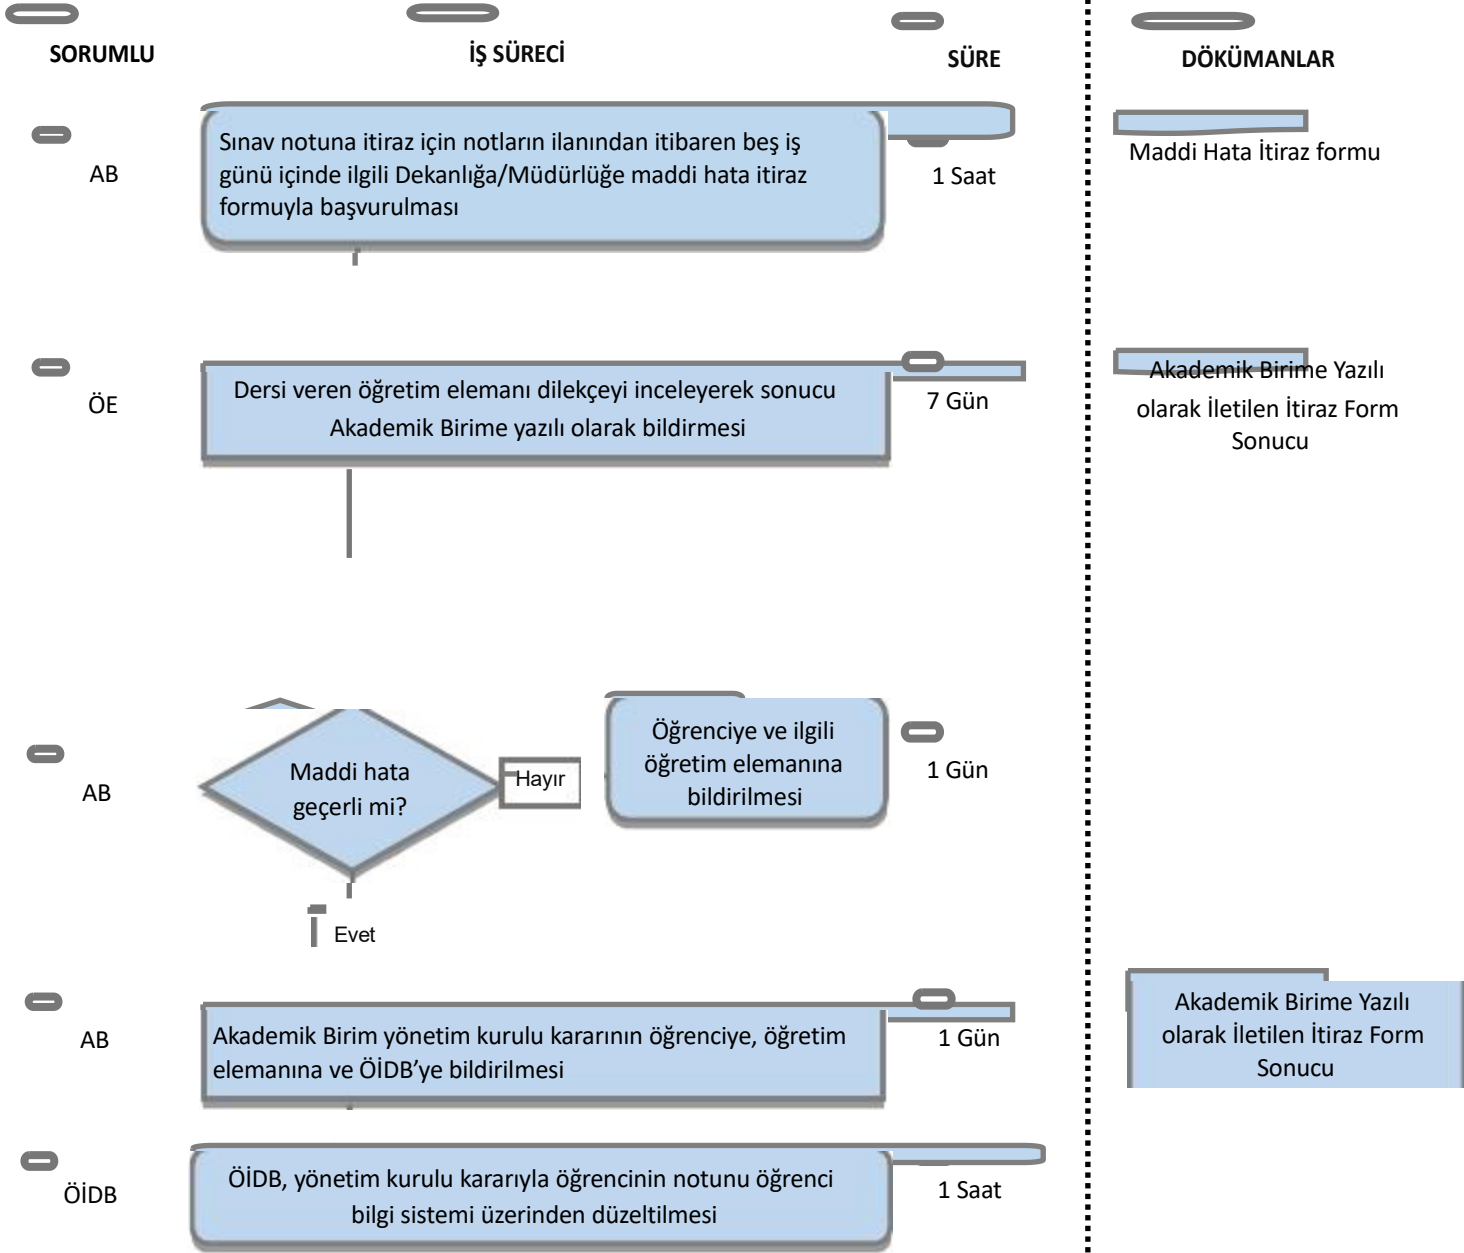 SORUMLU
İŞ SÜRECİ
SÜRE
DÖKÜMANLAR
AB
Sınav notuna itiraz için notların ilanından itibaren beş iş
günü içinde ilgili Dekanlığa/Müdürlüğe maddi hata itiraz
formuyla başvurulması
1 Saat
Maddi Hata İtiraz formu
ÖE
Dersi veren öğretim elemanı dilekçeyi inceleyerek sonucu
Akademik Birime yazılı olarak bildirmesi
7 Gün
Akademik Birime Yazılı
olarak İletilen İtiraz Form
Sonucu
AB
Maddi hata
geçerli mi?
Hayır
Öğrenciye ve ilgili
öğretim elemanına
bildirilmesi
1 Gün
Evet
AB
Akademik Birim yönetim kurulu kararının öğrenciye, öğretim
elemanına ve ÖİDB’ye bildirilmesi
1 Gün
Akademik Birime Yazılı
olarak İletilen İtiraz Form
Sonucu
ÖİDB
ÖİDB, yönetim kurulu kararıyla öğrencinin notunu öğrenci
bilgi sistemi üzerinden düzeltilmesi
1 Saat